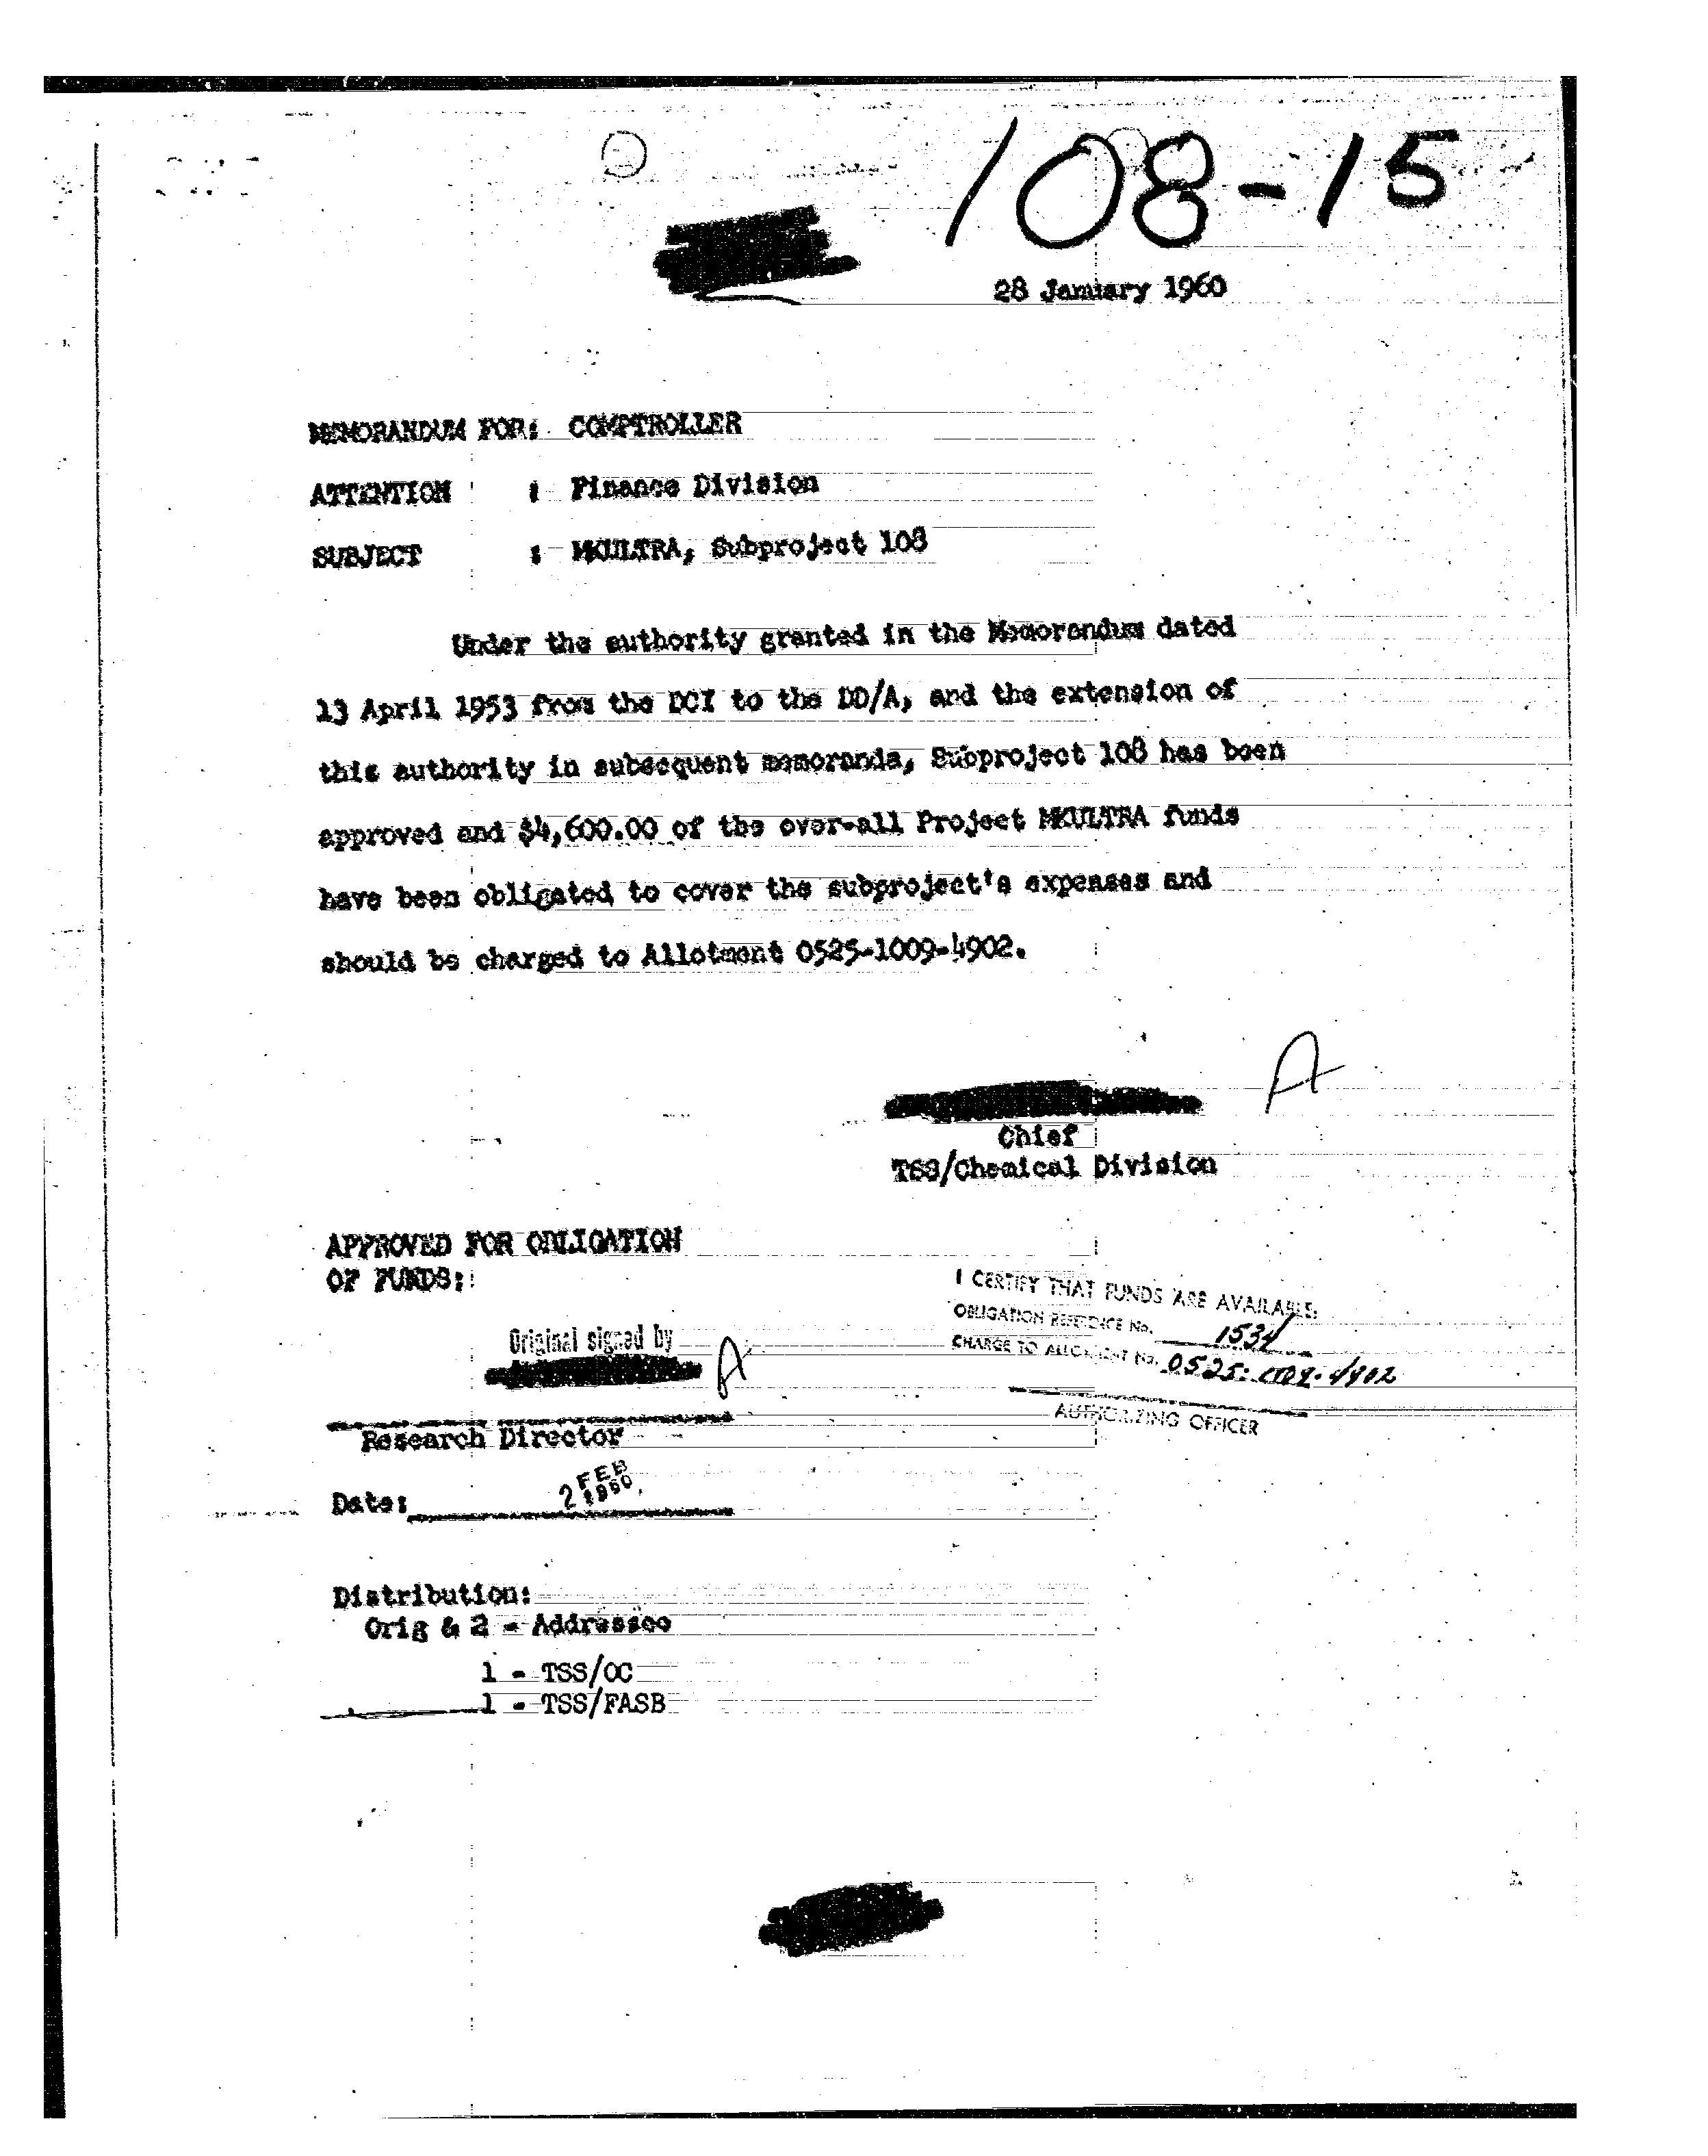 108-15
28 January 1960
MEMORANDUM FOR: COMPTROLLER
ATTENTION : Finance Division
SUBJECT : MKULTRA, Subproject 108
Under the authority granted in the Memorandum dated
13 April 1953 from the DCI to the DD/A, and the extension of
this authority in subsequent memoranda, Subproject 108 has been
approved and $4,600.00 of the over-all Project MKULTRA funds
have been obligated to cover the subproject's expenses and
should be charged to Allotment 0525-1009-4902.
A
Chief
TSS/Chemical Division
APPROVED FOR OBLIGATION
OF FUNDS:
I CERTIFY THAT FUNDS ARE AVAILABLE:
OBLIGATION REFERENCE No. 1534
CHARGE TO ALLOTMENT No. 0525-1009-4902
Original signed by
A
AUTHORIZING OFFICER
Research Director
Date: 2 FEB 1960
Distribution:
Orig & 2 - Addressee
1 - TSS/OC
1 - TSS/FASB